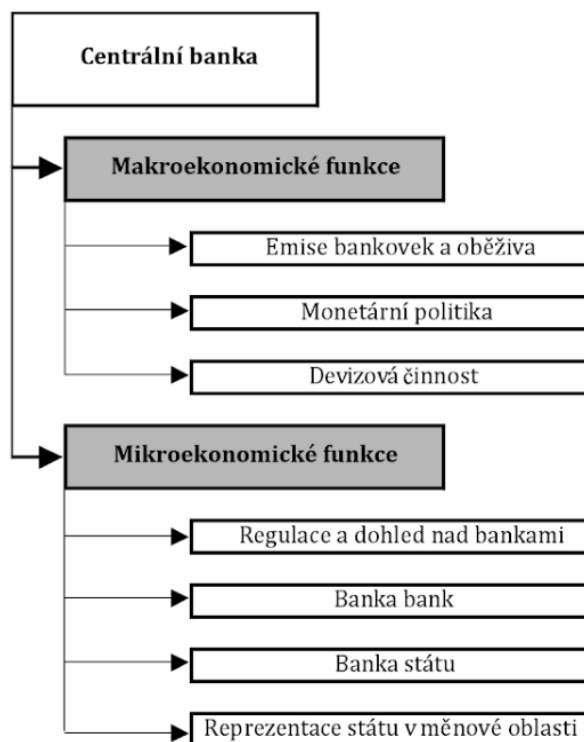 Centrální banka
Makroekonomické funkce
Emise bankovek a oběživa
Monetární politika
Devizová činnost
Mikroekonomické funkce
Regulace a dohled nad bankami
Banka bank
Banka státu
Reprezentace státu v měnové oblasti